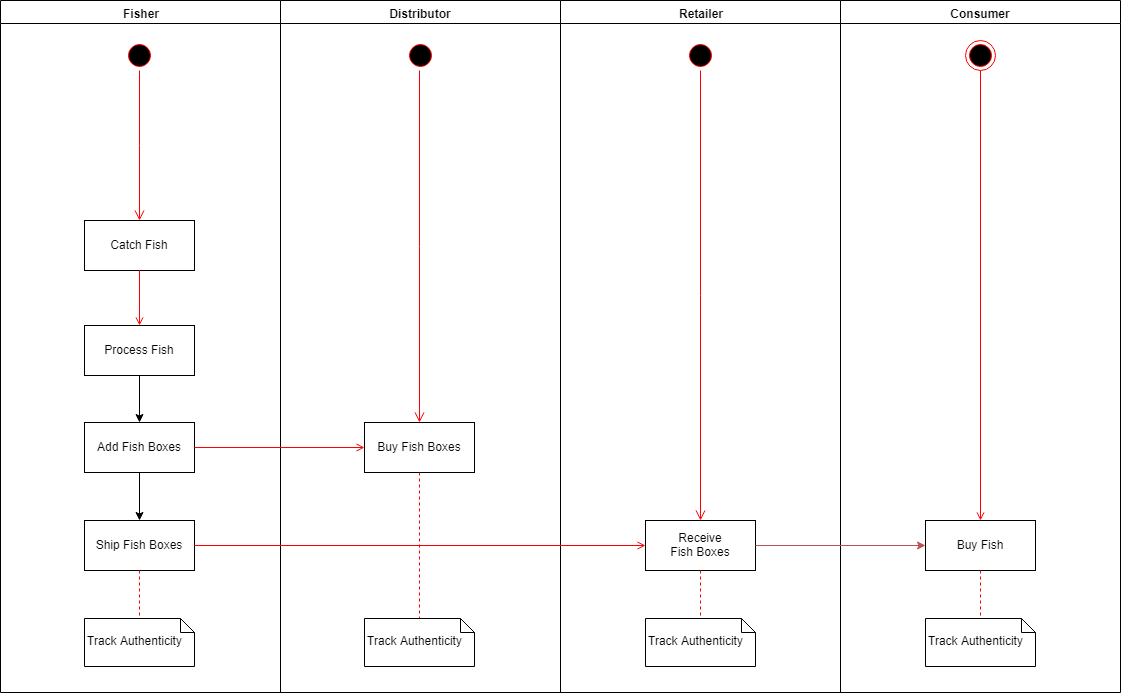 Fisher
Distributor
Retailer
Consumer
Catch Fish
Process Fish
Add Fish Boxes
Buy Fish Boxes
Ship Fish Boxes
Receive
Fish Boxes
Buy Fish
Track Authenticity
Track Authenticity
Track Authenticity
Track Authenticity